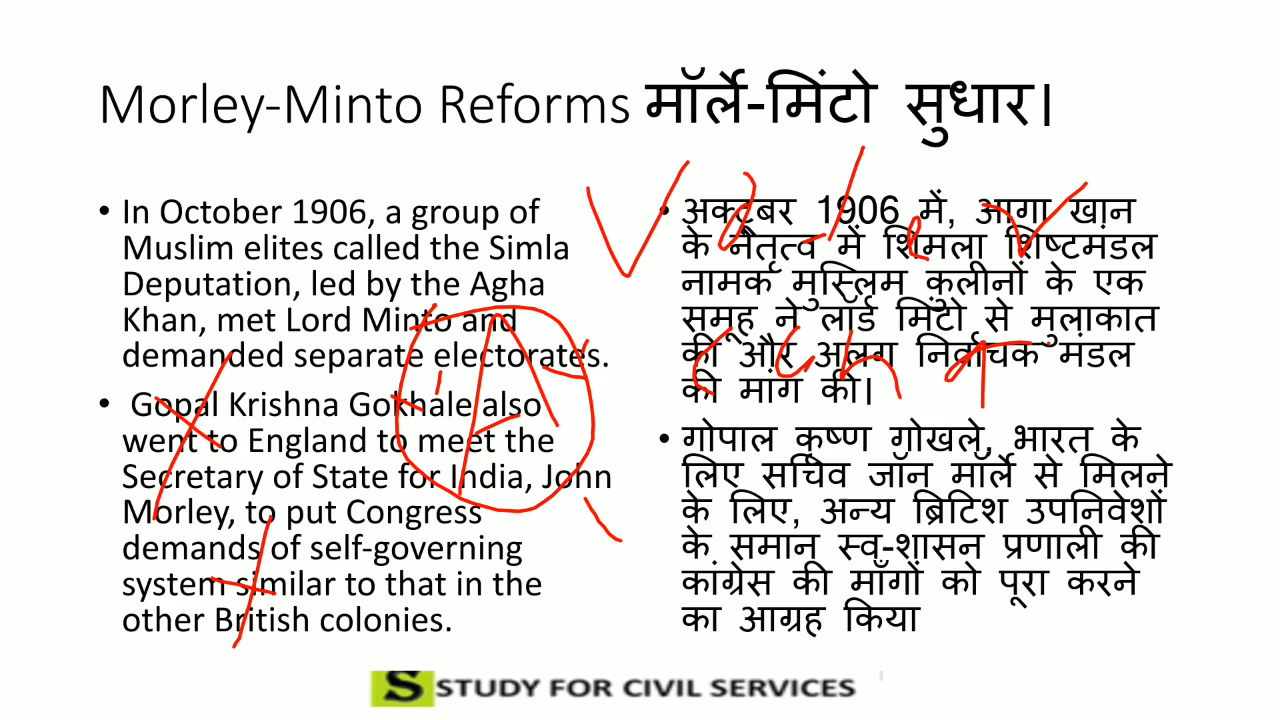 Morley-Minto Reforms मॉर्ले-मिंटो सुधार।
• In October 1906, a group of
Muslim elites called the Simla
Deputation, led by the Agha
Khan, met Lord Minto and
demanded separate electorates.
• Gopal Krishna Gokhale also
went to England to meet the
Secretary of State for India, John
Morley, to put Congress
demands of self-governing
system similar to that in the
other British colonies.
• अक्टूबर 1906 में, आगा खान
के नेतृत्व में शिमला शिष्टमंडल
नामक मुस्लिम कुलीनों के एक
समूह ने लॉर्ड मिंटो से मुलाकात
की और अलग निर्वाचक मंडल
की मांग की।
• गोपाल कृष्ण गोखले, भारत के
लिए सचिव जॉन मॉर्ले से मिलने
के लिए, अन्य ब्रिटिश उपनिवेशों
के समान स्व-शासन प्रणाली की
कांग्रेस की माँगों को पूरा करने
का आग्रह किया
A
S STUDY FOR CIVIL SERVICES